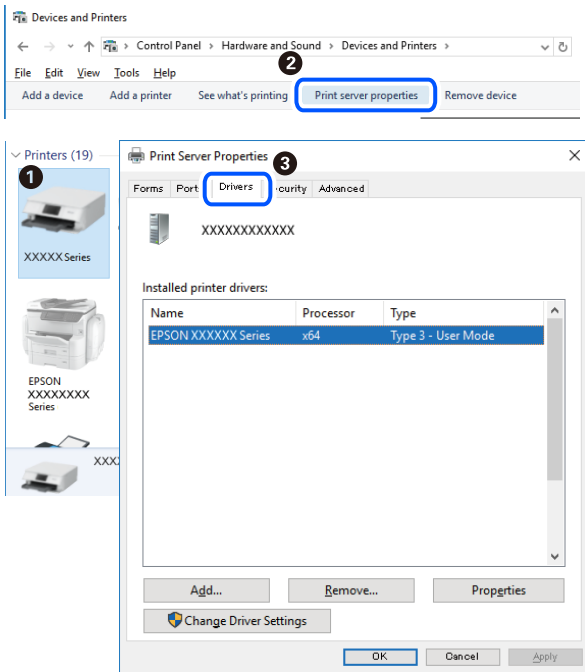 Devices and Printers
Control Panel > Hardware and Sound > Devices and Printers >
2
File Edit View Tools Help
Add a device Add a printer See what's printing Print server properties Remove device
Printers (19)
1
XXXXX Series
EPSON
XXXXXXXX
Series
XXX
Print Server Properties
3
Forms Port Drivers curity Advanced
XXXXXXXXXXXX
Installed printer drivers:
Name Processor Type
EPSON XXXXXX Series x64 Type 3 - User Mode
Add... Remove... Properties
Change Driver Settings
OK Cancel Apply